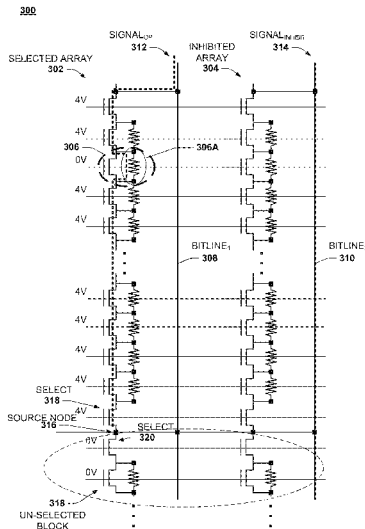 300
SIGNAL
312
SIGNAL
314
SELECTED ARRAY
302
INHIBITED
ARRAY
304
4V
4V
306
306A
0V
4V
4V
BITLINE1
308
BITLINE
310
4V
4V
4V
4V
SELECT
318
4V
SOURCE NODE
316
SELECT
320
0V
0V
318
UN-SELECTED
BLOCK